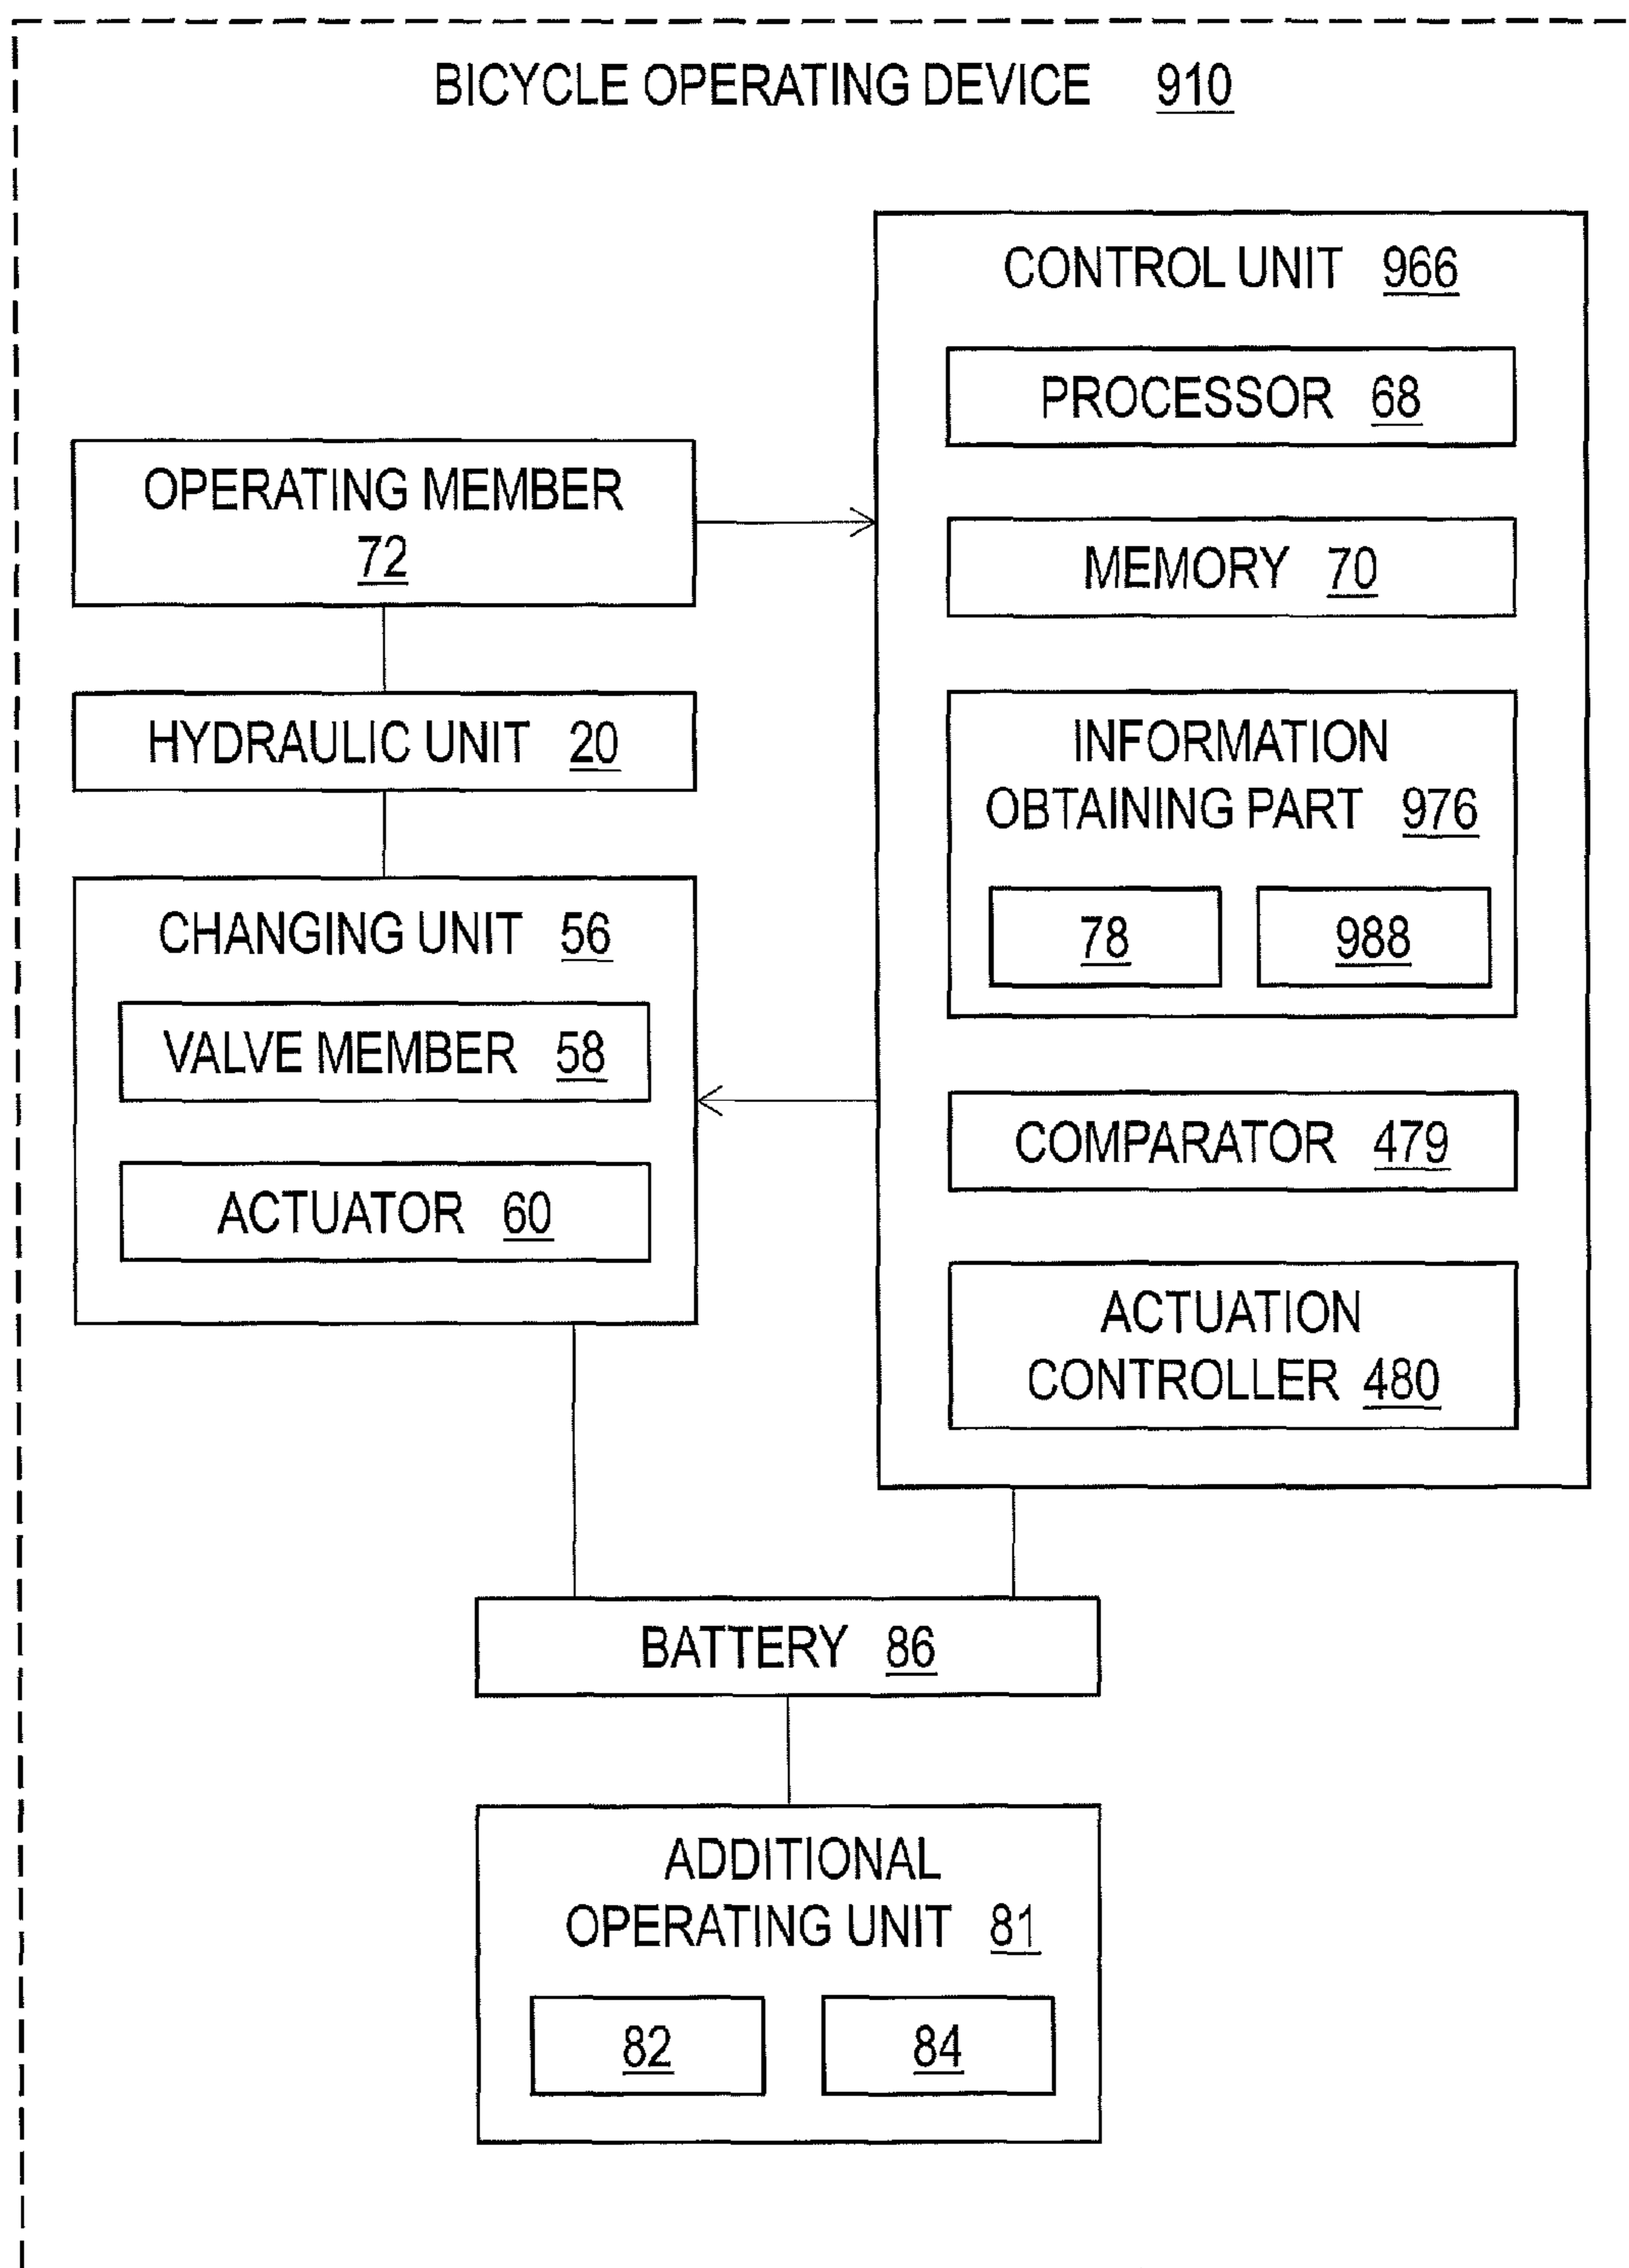 BICYCLE OPERATING DEVICE 910
CONTROL UNIT 966
PROCESSOR 68
MEMORY 70
INFORMATION
OBTAINING PART 976
78
988
COMPARATOR 479
ACTUATION
CONTROLLER 480
OPERATING MEMBER
72
HYDRAULIC UNIT 20
CHANGING UNIT 56
VALVE MEMBER 58
ACTUATOR 60
BATTERY 86
ADDITIONAL
OPERATING UNIT 81
82
84